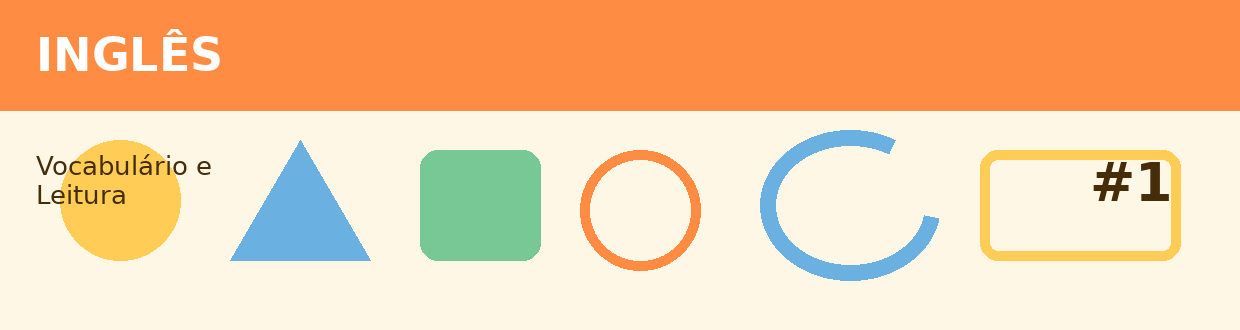 INGLÊS
Vocabulário e
Leitura
#1